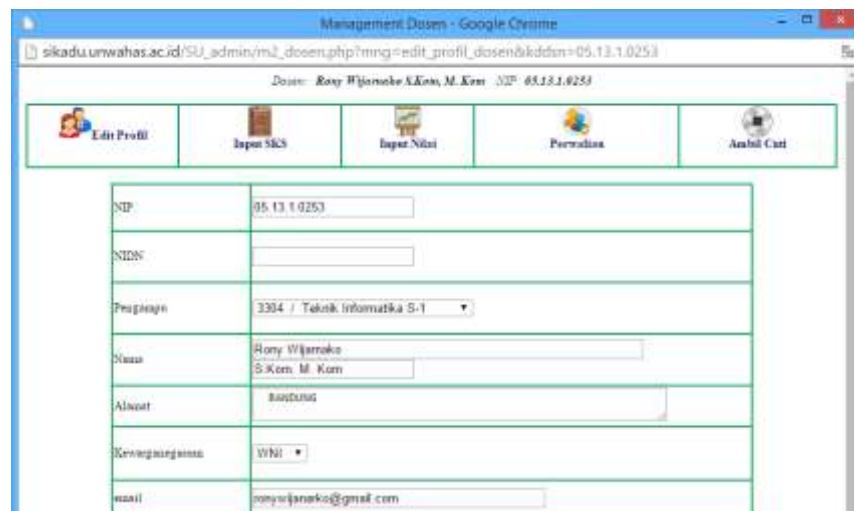 Management Dosen - Google Chrome
sikadu.unwahas.ac.id/SU_admin/m2_dosen.php?mng=edit_profil_dosen&kddsn=05.13.1.0253
Dosen: Rony Wijanarko S.Kom, M. Kom NIP 05.13.1.0253
Edit Profil
Input SKS
Input Nilai
Perwalian
Ambil Cuti
NIP
05.13.1.0253
NIDN
Pengampu
3304 / Teknik Informatika S-1
Nama
Rony Wijarnako
S.Kom, M. Kom
Alamat
BANDUNG
Kewarganegaraan
WNI
email
ronywijanarko@gmail.com